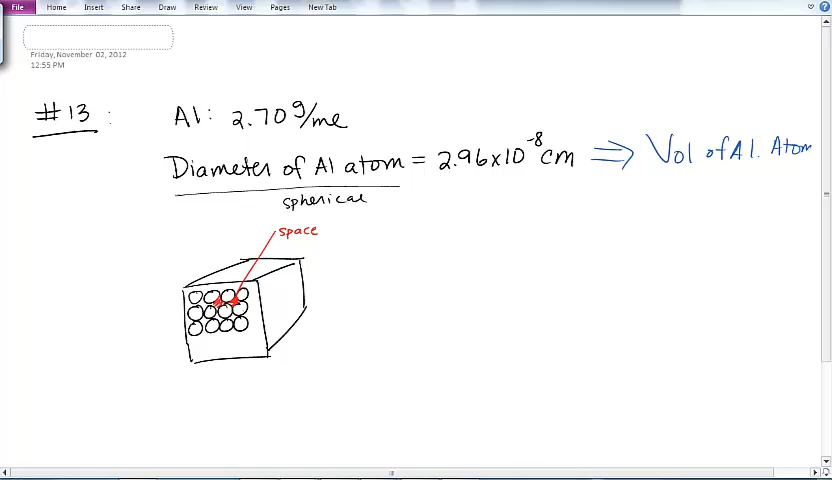 File Home Insert Share Draw Review View Pages New Tab
Friday, November 02, 2012
12:55 PM
#13: Al: 2.70 g/ml
Diameter of Al atom = 2.96x10-8 cm ⇒ Vol of Al. Atom
spherical
space